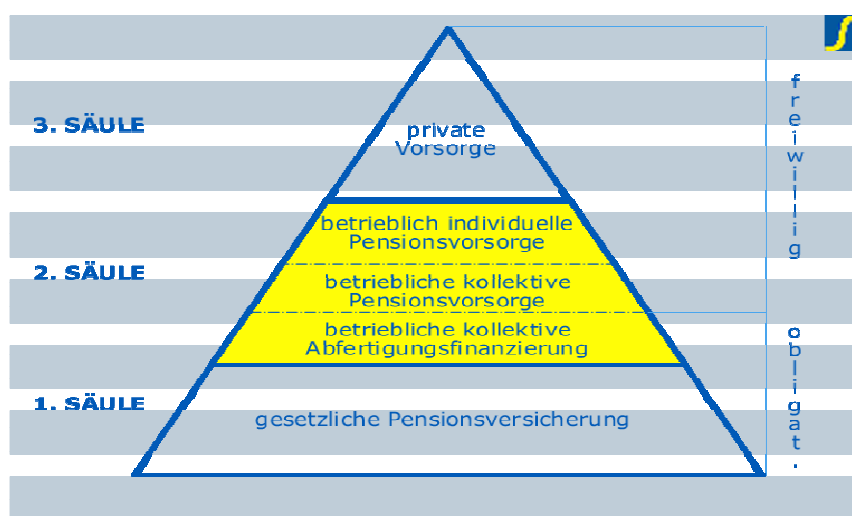 3. SÄULE
private
Vorsorge
2. SÄULE
betrieblich individuelle
Pensionsvorsorge
betriebliche kollektive
Pensionsvorsorge
betriebliche kollektive
Abfertigungsfinanzierung
1. SÄULE
gesetzliche Pensionsversicherung
freiwillig
obligat.